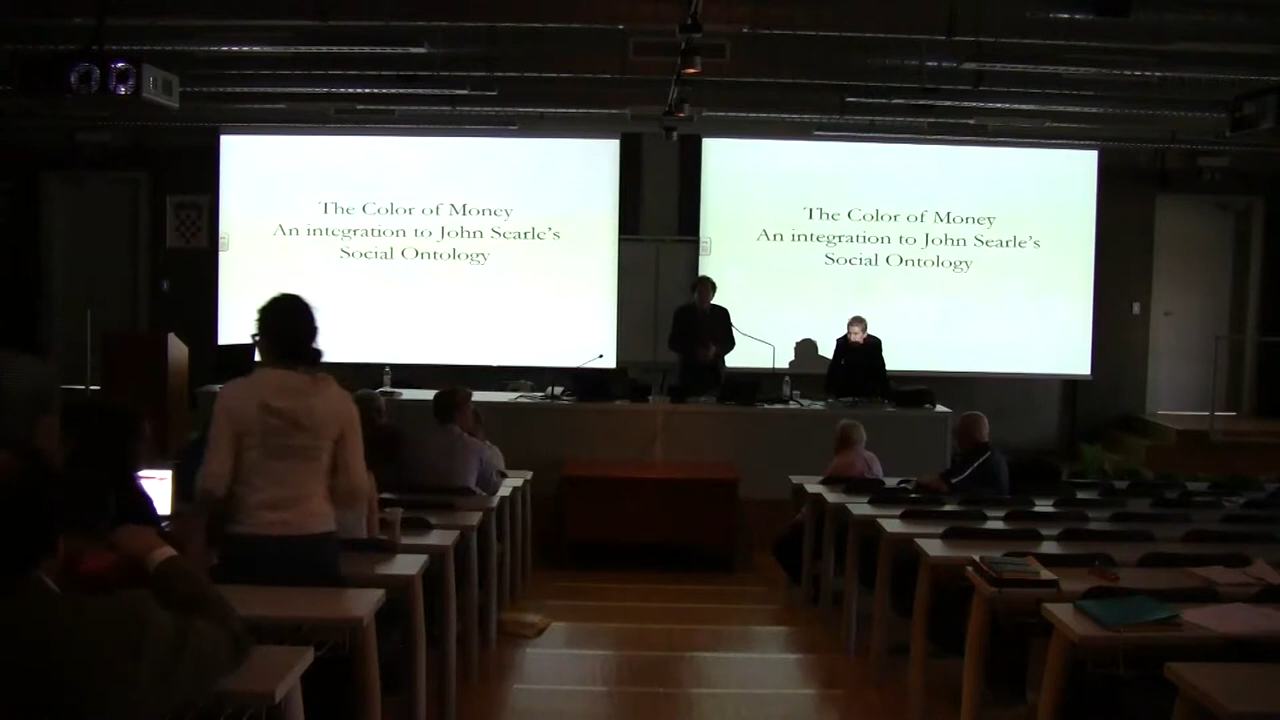 The Color of Money
An integration to John Searle's
Social Ontology
The Color of Money
An integration to John Searle's
Social Ontology